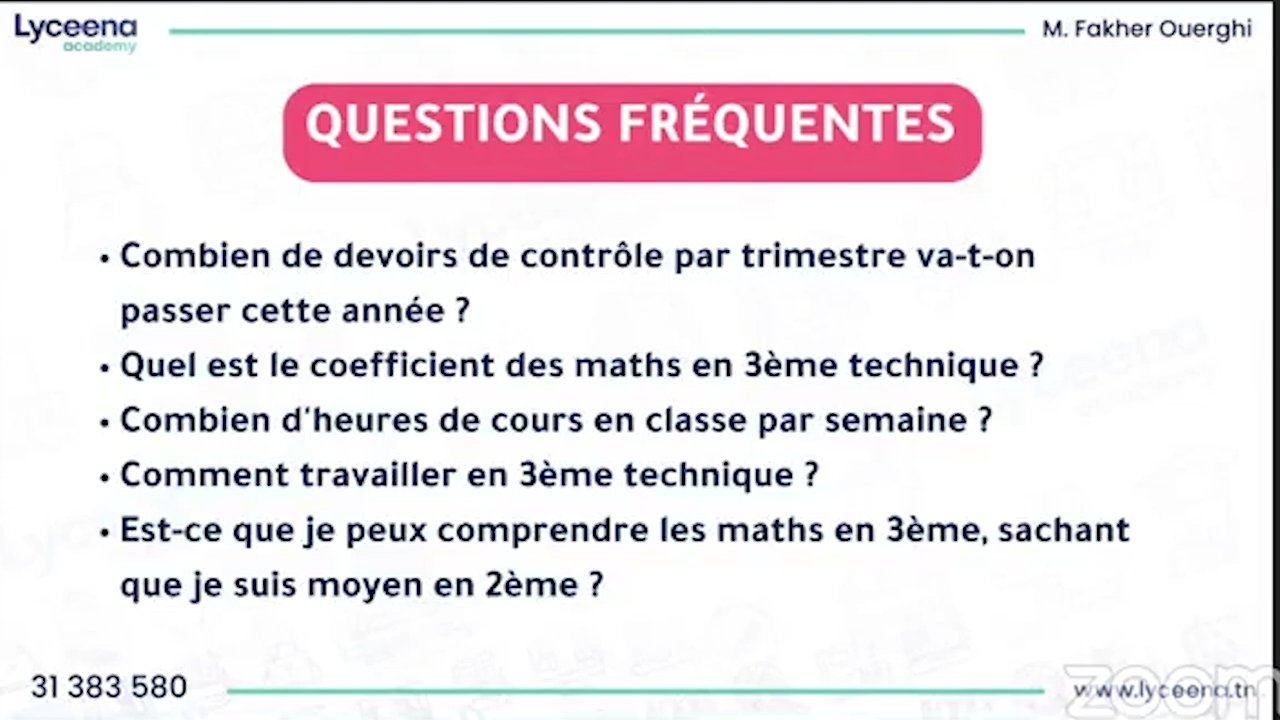 Lyceena
academy
M. Fakher Ouerghi
QUESTIONS FRÉQUENTES
• Combien de devoirs de contrôle par trimestre va-t-on
passer cette année ?
• Quel est le coefficient des maths en 3ème technique ?
• Combien d'heures de cours en classe par semaine ?
• Comment travailler en 3ème technique ?
• Est-ce que je peux comprendre les maths en 3ème, sachant
que je suis moyen en 2ème ?
31 383 580
www.lyceena.tn
zoom